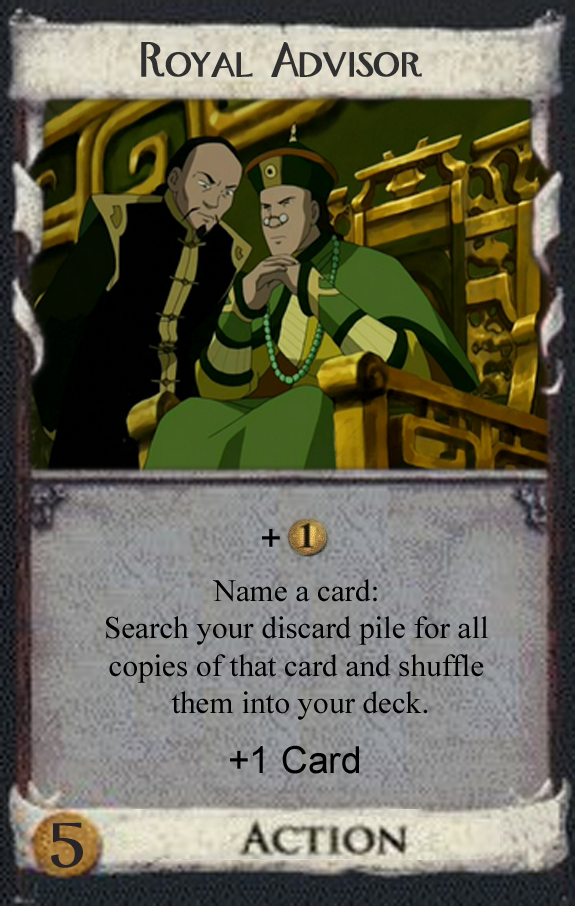 Royal Advisor
+ 1
Name a card:
Search your discard pile for all
copies of that card and shuffle
them into your deck.
+1 Card
5 Action